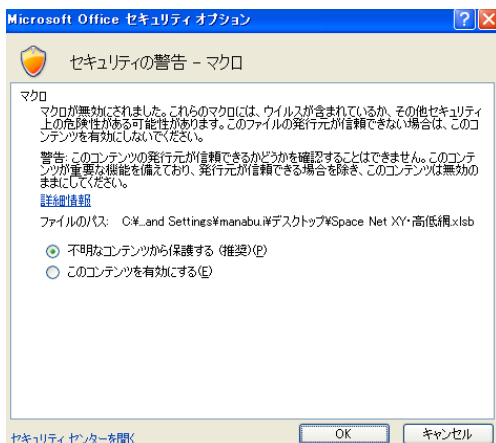 Microsoft Office セキュリティ オプション
セキュリティの警告 - マクロ
マクロ
マクロが無効にされました。これらのマクロには、ウイルスが含まれているか、その他セキュリティ
上の危険性がある可能性があります。このファイルの発行元が信頼できない場合は、このコ
ンテンツを有効にしないでください。
警告: このコンテンツの発行元が信頼できるかどうかを確認することはできません。このコンテ
ンツが重要な機能を備えており、発行元が信頼できる場合を除き、このコンテンツは無効の
ままにしてください。
詳細情報
ファイルのパス: C:¥...and Settings¥manabu.i¥デスクトップ¥Space Net XY・高低網.xlsb
不明なコンテンツから保護する (推奨)(P)
このコンテンツを有効にする(E)
セキュリティ センターを開く
OK
キャンセル